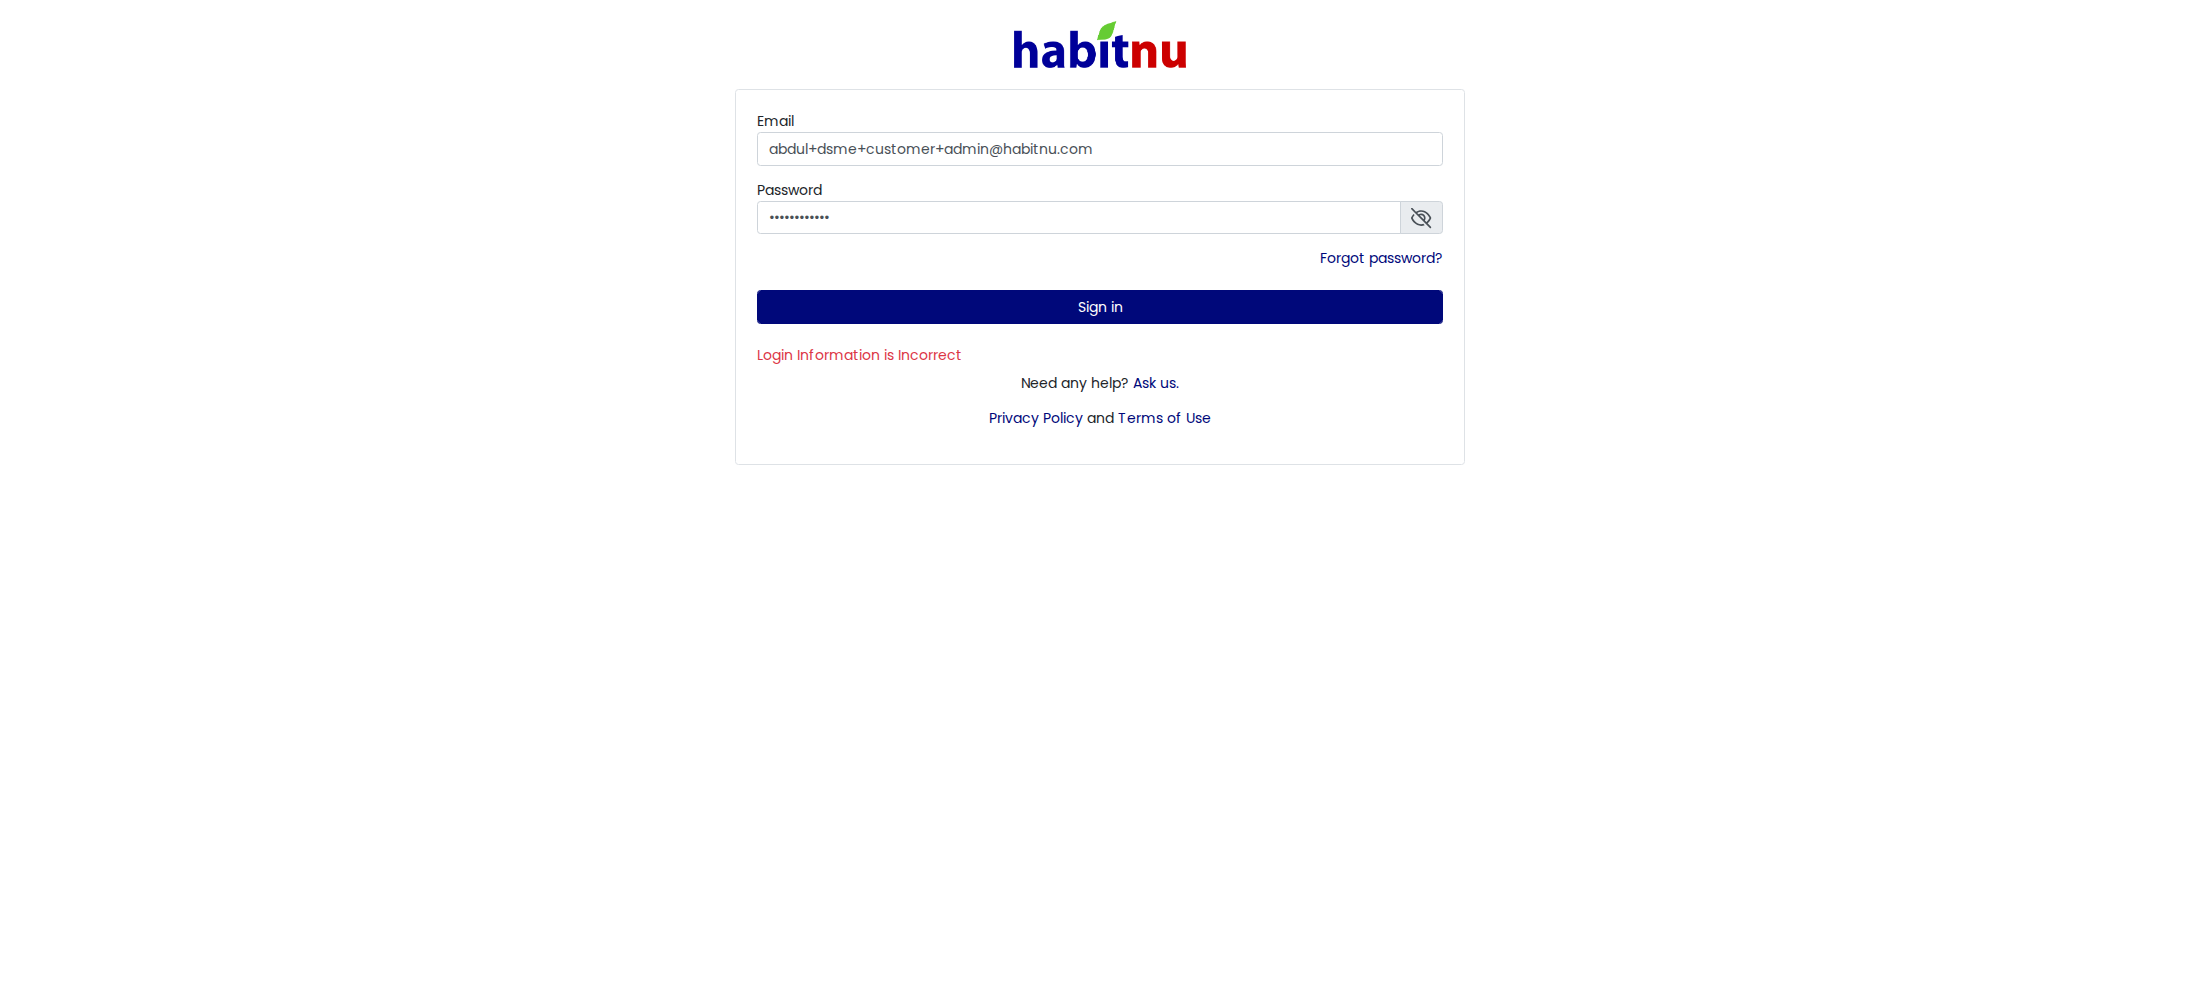 habitnu
Email
abdul+dsme+customer+admin@habitnu.com
Password
••••••••••••
Forgot password?
Sign in
Login Information is Incorrect
Need any help? Ask us.
Privacy Policy and Terms of Use